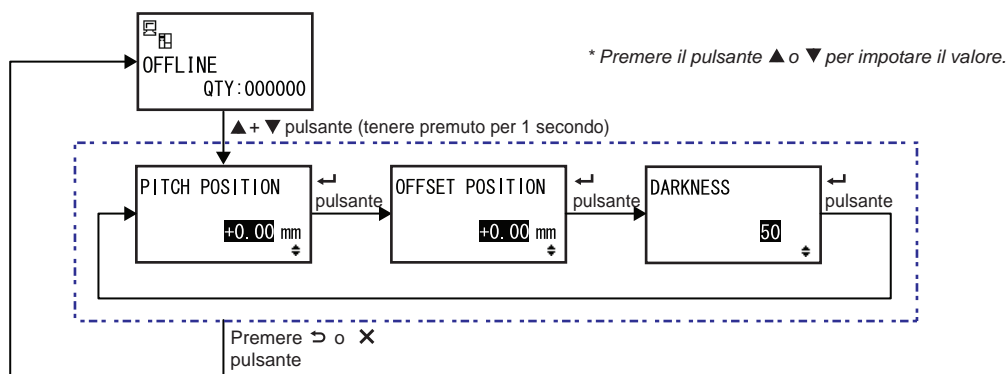 OFFLINE
QTY:000000
* Premere il pulsante ▲ o ▼ per impotare il valore.
▲ + ▼ pulsante (tenere premuto per 1 secondo)
PITCH POSITION
+0.00 mm
↵
pulsante
OFFSET POSITION
+0.00 mm
↵
pulsante
DARKNESS
50
↵
pulsante
Premere ⮌ o ✕
pulsante